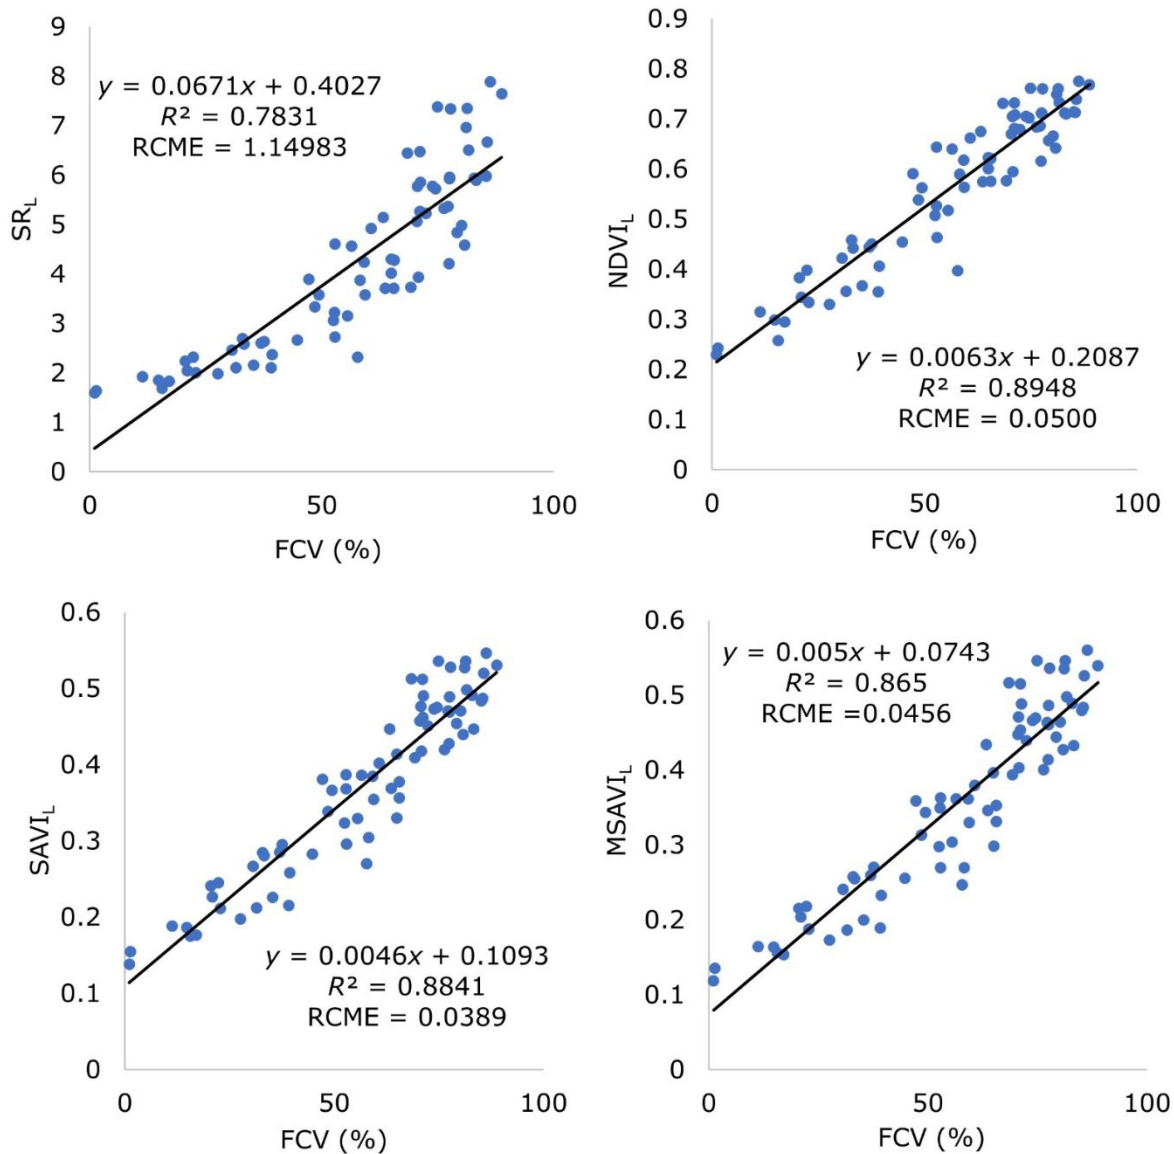 9
8
7
6
5
4
3
2
1
0
SR_L
y = 0.0671x + 0.4027
R² = 0.7831
RCME = 1.14983
0 50 100
FCV (%)
0.9
0.8
0.7
0.6
0.5
0.4
0.3
0.2
0.1
0
NDVI_L
y = 0.0063x + 0.2087
R² = 0.8948
RCME = 0.0500
0 50 100
FCV (%)
0.6
0.5
0.4
0.3
0.2
0.1
0
SAVI_L
y = 0.0046x + 0.1093
R² = 0.8841
RCME = 0.0389
0 50 100
FCV (%)
0.6
0.5
0.4
0.3
0.2
0.1
0
MSAVI_L
y = 0.005x + 0.0743
R² = 0.865
RCME =0.0456
0 50 100
FCV (%)